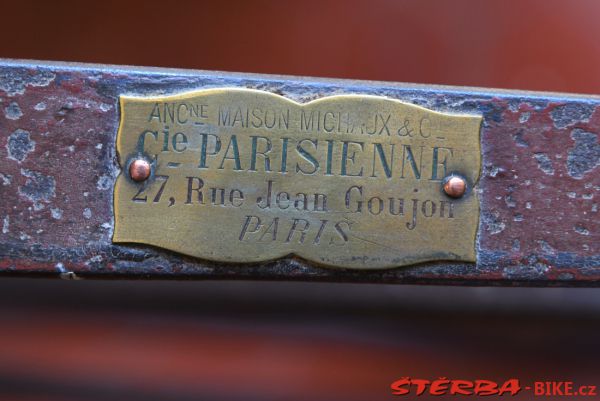 ANCNE MAISON MICHAUX & Cie
Cie PARISIENNE
27, Rue Jean Goujon
PARIS
ŠTĚRBA-BIKE.cz